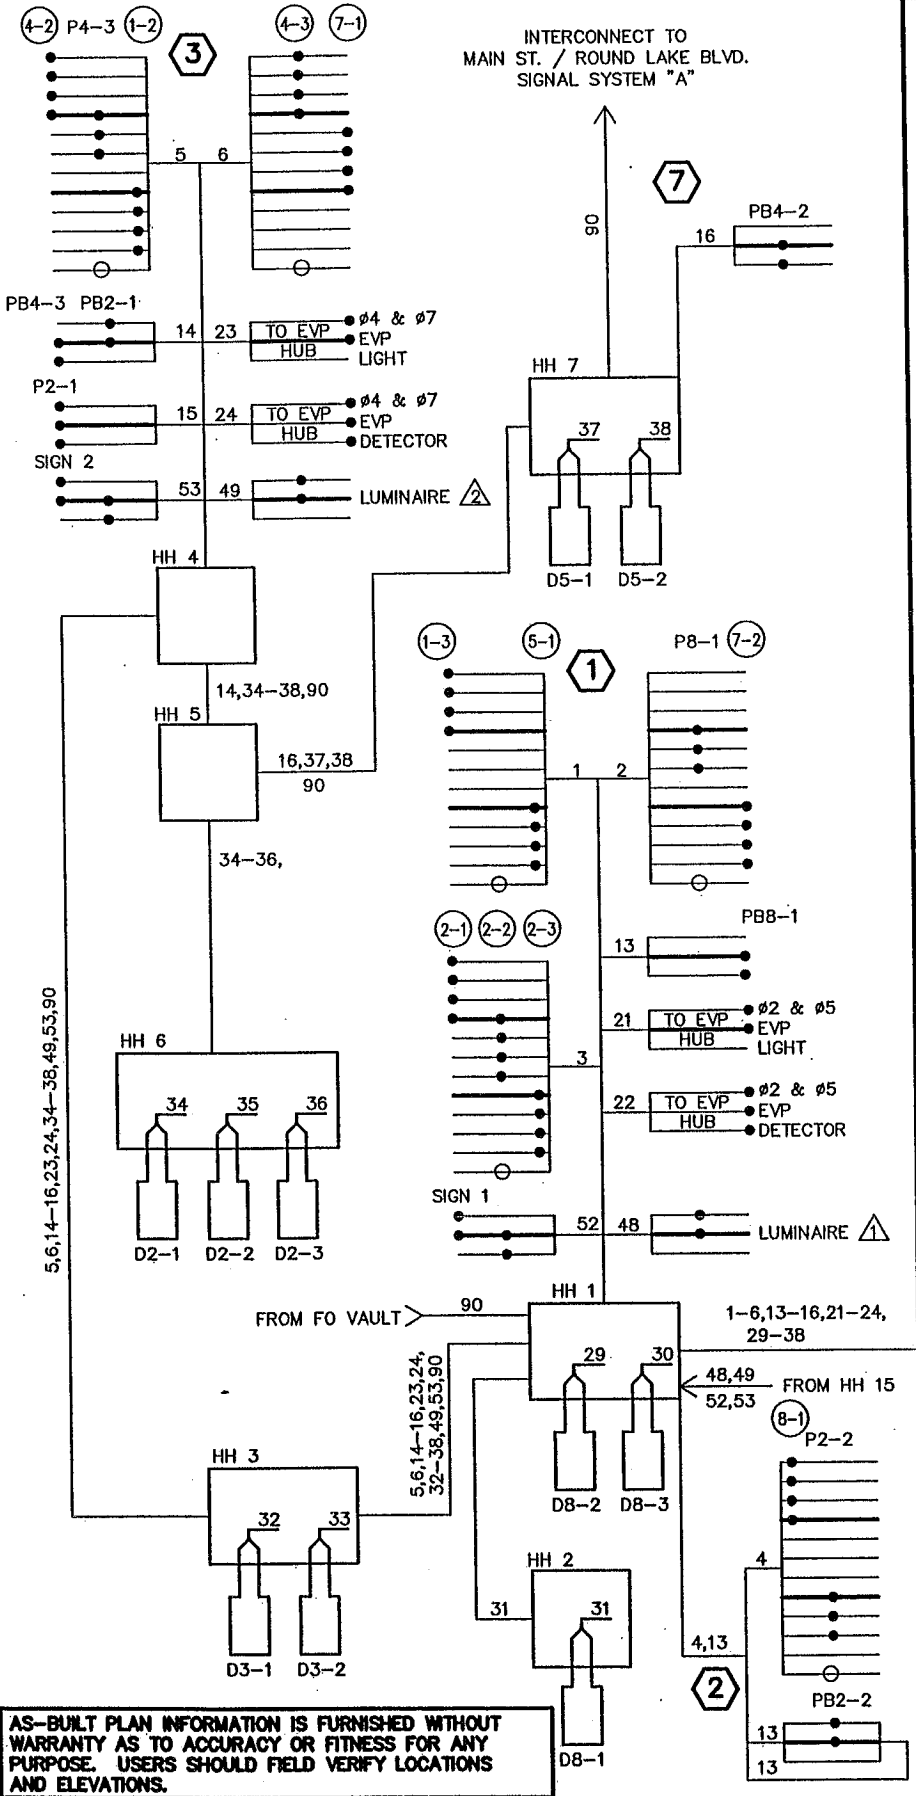 4-2 P4-3 1-2
3
4-3 7-1
INTERCONNECT TO
MAIN ST. / ROUND LAKE BLVD.
SIGNAL SYSTEM "A"
5 6
90
7
16
PB4-2
PB4-3 PB2-1
14 23
TO EVP
HUB
ø4 & ø7
EVP
LIGHT
P2-1
15 24
TO EVP
HUB
ø4 & ø7
EVP
DETECTOR
SIGN 2
53 49
LUMINAIRE 2
HH 7
37 38
D5-1 D5-2
HH 4
14,34-38,90
HH 5
16,37,38
90
34-36,
1-3 5-1
1
P8-1 7-2
1 2
2-1 2-2 2-3
3
PB8-1
13
21
TO EVP
HUB
ø2 & ø5
EVP
LIGHT
22
TO EVP
HUB
ø2 & ø5
EVP
DETECTOR
5,6,14-16,23,24,34-38,49,53,90
HH 6
34 35 36
D2-1 D2-2 D2-3
SIGN 1
52 48
LUMINAIRE 1
HH 1
FROM FO VAULT
90
1-6,13-16,21-24,
29-38
29 30
48,49
52,53
FROM HH 15
D8-2 D8-3
5,6,14-16,23,24,
32-38,49,53,90
HH 3
32 33
D3-1 D3-2
8-1
P2-2
4
HH 2
31
31
D8-1
4,13
2
PB2-2
13
13
AS-BUILT PLAN INFORMATION IS FURNISHED WITHOUT
WARRANTY AS TO ACCURACY OR FITNESS FOR ANY
PURPOSE. USERS SHOULD FIELD VERIFY LOCATIONS
AND ELEVATIONS.